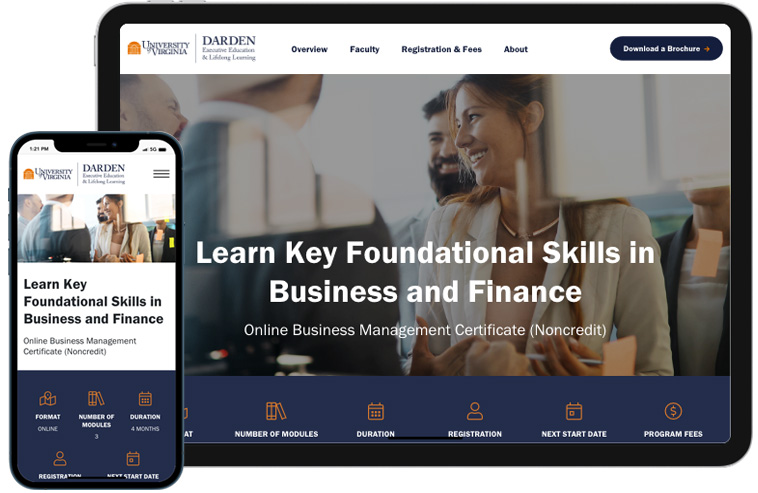 UNIVERSITY
of VIRGINIA
DARDEN
Executive Education
& Lifelong Learning
Overview
Faculty
Registration & Fees
About
Download a Brochure →
Learn Key Foundational Skills in
Business and Finance
Online Business Management Certificate (Noncredit)
AT
NUMBER OF MODULES
DURATION
REGISTRATION
NEXT START DATE
PROGRAM FEES
1:21 PM
5G
UNIVERSITY
of VIRGINIA
DARDEN
Executive Education
& Lifelong Learning
Learn Key
Foundational Skills in
Business and Finance
Online Business Management
Certificate (Noncredit)
FORMAT
ONLINE
NUMBER OF
MODULES
3
DURATION
4 MONTHS
REGISTRATION
NEXT START DATE